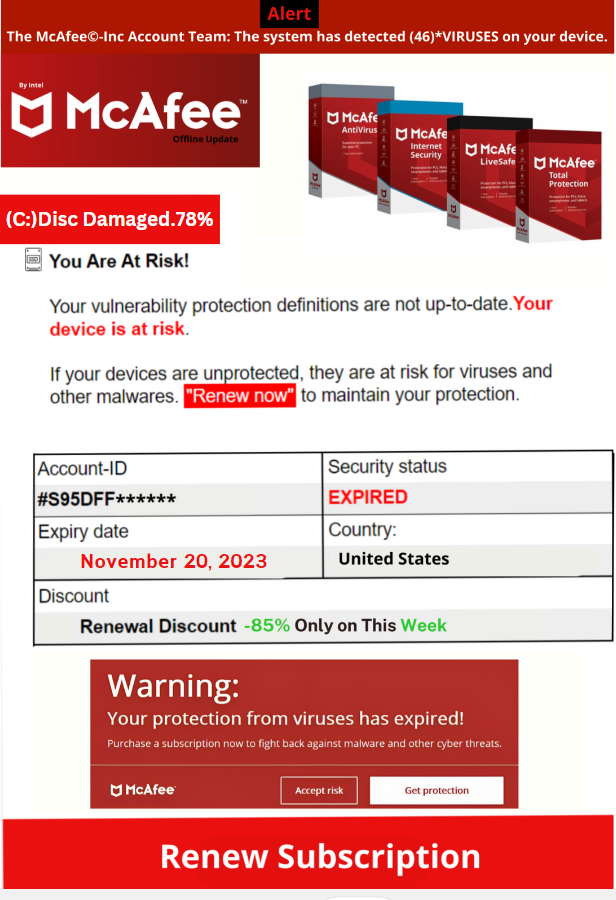 Alert
The McAfee©-Inc Account Team: The system has detected (46)*VIRUSES on your device.
By Intel
McAfee™
Offline Update
McAfee
AntiVirus
McAfee
Internet
Security
McAfee
LiveSafe
McAfee
Total
Protection
(C:)Disc Damaged.78%
SSD
You Are At Risk!
Your vulnerability protection definitions are not up-to-date.Your
device is at risk.
If your devices are unprotected, they are at risk for viruses and
other malwares. "Renew now" to maintain your protection.
Account-ID
#S95DFF******
Security status
EXPIRED
Expiry date
November 20, 2023
Country:
United States
Discount
Renewal Discount -85% Only on This Week
Warning:
Your protection from viruses has expired!
Purchase a subscription now to fight back against malware and other cyber threats.
McAfee
Accept risk
Get protection
Renew Subscription